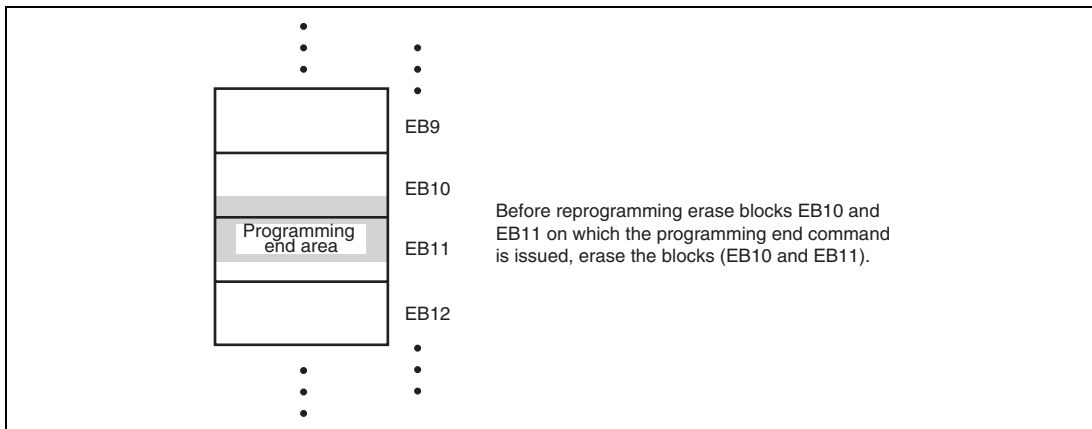 EB9
EB10
Programming
end area
EB11
EB12
Before reprogramming erase blocks EB10 and
EB11 on which the programming end command
is issued, erase the blocks (EB10 and EB11).